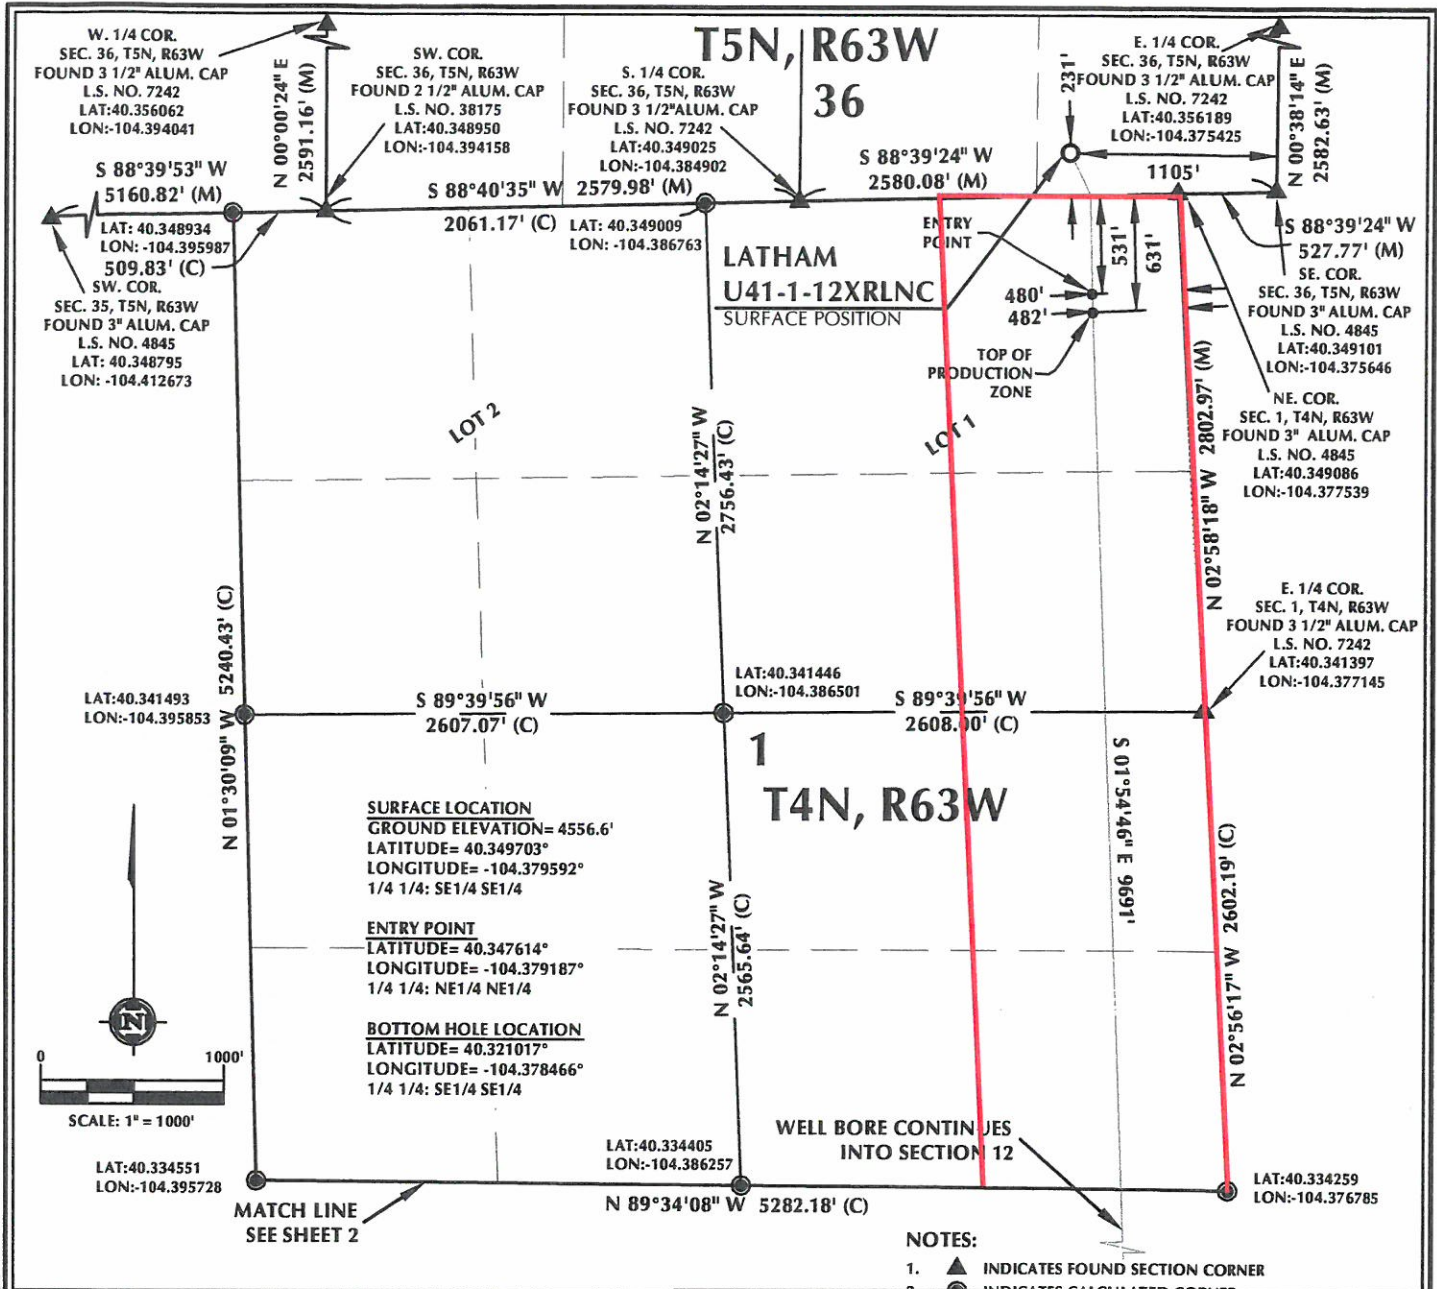 T5N, R63W
36
W. 1/4 COR.
SEC. 36, T5N, R63W
FOUND 3 1/2" ALUM. CAP
L.S. NO. 7242
LAT:40.356062
LON:-104.394041
N 00°00'24" E
2591.16' (M)
SW. COR.
SEC. 36, T5N, R63W
FOUND 2 1/2" ALUM. CAP
L.S. NO. 38175
LAT:40.348950
LON:-104.394158
S. 1/4 COR.
SEC. 36, T5N, R63W
FOUND 3 1/2"ALUM. CAP
L.S. NO. 7242
LAT:40.349025
LON:-104.384902
231'
E. 1/4 COR.
SEC. 36, T5N, R63W
FOUND 3 1/2" ALUM. CAP
L.S. NO. 7242
LAT:40.356189
LON:-104.375425
N 00°38'14" E
2582.63' (M)
S 88°39'53" W
5160.82' (M)
S 88°40'35" W
2579.98' (M)
2061.17' (C)
S 88°39'24" W
2580.08' (M)
1105'
LAT: 40.348934
LON: -104.395987
509.83' (C)
LAT: 40.349009
LON: -104.386763
S 88°39'24" W
527.77' (M)
SW. COR.
SEC. 35, T5N, R63W
FOUND 3" ALUM. CAP
L.S. NO. 4845
LAT: 40.348795
LON: -104.412673
LATHAM
U41-1-12XRLNC
SURFACE POSITION
ENTRY
POINT
531'
631'
480'
482'
TOP OF
PRODUCTION
ZONE
SE. COR.
SEC. 36, T5N, R63W
FOUND 3" ALUM. CAP
L.S. NO. 4845
LAT:40.349101
LON:-104.375646
NE. COR.
SEC. 1, T4N, R63W
FOUND 3" ALUM. CAP
L.S. NO. 4845
LAT:40.349086
LON:-104.377539
LOT 2
LOT 1
N 02°14'27" W
2756.43' (C)
N 02°58'18" W 2802.97' (M)
E. 1/4 COR.
SEC. 1, T4N, R63W
FOUND 3 1/2" ALUM. CAP
L.S. NO. 7242
LAT:40.341397
LON:-104.377145
N 01°30'09" W 5240.43' (C)
LAT:40.341493
LON:-104.395853
S 89°39'56" W
2607.07' (C)
LAT:40.341446
LON:-104.386501
S 89°39'56" W
2608.00' (C)
1
T4N, R63W
S 01°54'46" E 9691'
SURFACE LOCATION
GROUND ELEVATION= 4556.6'
LATITUDE= 40.349703°
LONGITUDE= -104.379592°
1/4 1/4: SE1/4 SE1/4
ENTRY POINT
LATITUDE= 40.347614°
LONGITUDE= -104.379187°
1/4 1/4: NE1/4 NE1/4
BOTTOM HOLE LOCATION
LATITUDE= 40.321017°
LONGITUDE= -104.378466°
1/4 1/4: SE1/4 SE1/4
N 02°14'27" W
2565.64' (C)
N 02°56'17" W 2602.19' (C)
N
0 1000'
SCALE: 1" = 1000'
WELL BORE CONTINUES
INTO SECTION 12
LAT:40.334551
LON:-104.395728
LAT:40.334405
LON:-104.386257
LAT:40.334259
LON:-104.376785
MATCH LINE
SEE SHEET 2
N 89°34'08" W 5282.18' (C)
NOTES:
1. INDICATES FOUND SECTION CORNER